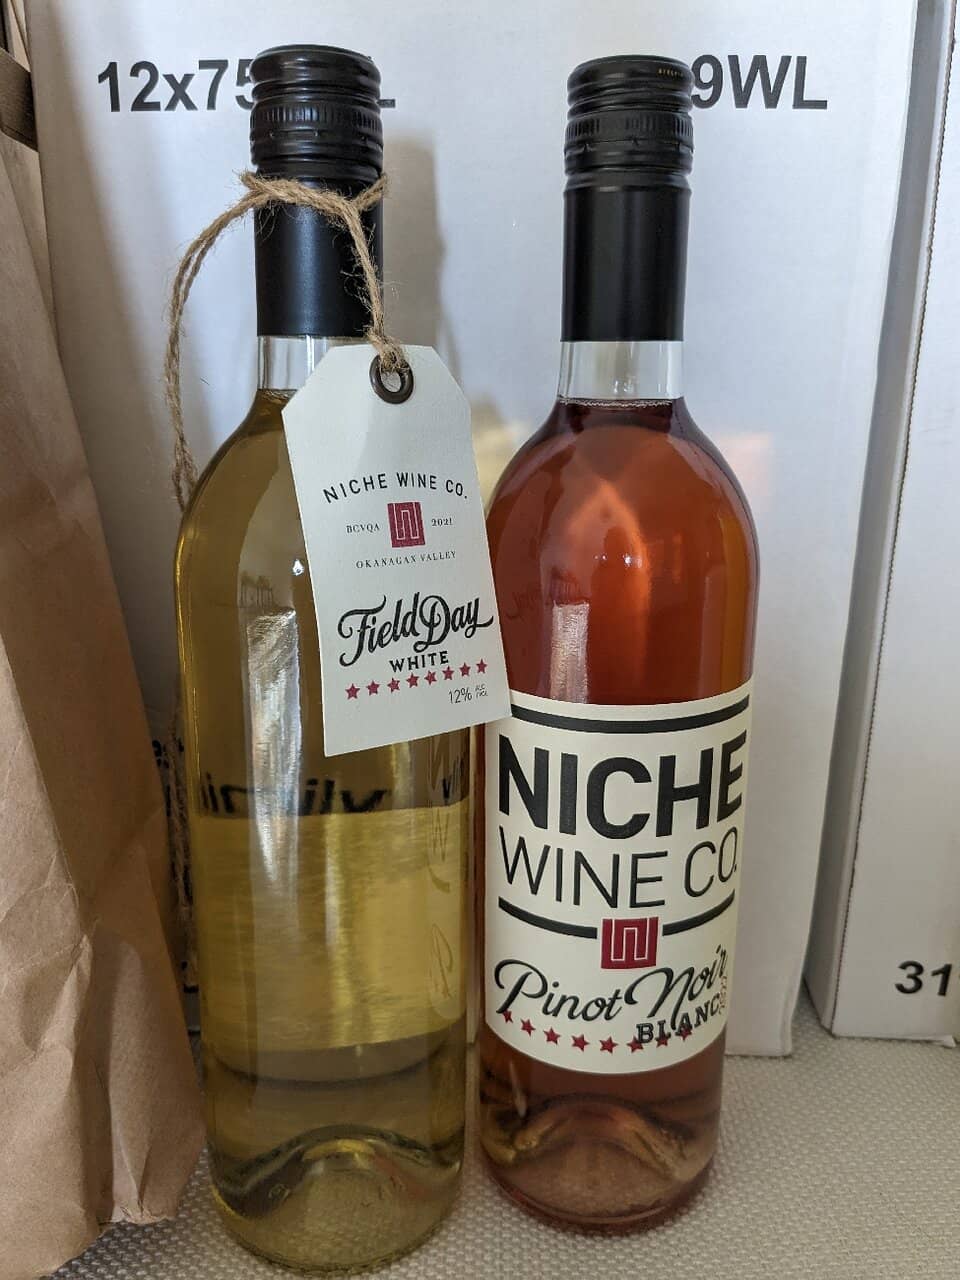 12x75
L
9WL
NICHE WINE CO.
BCVQA 2021
OKANAGAN VALLEY
Field Day
WHITE
12% ALC
NICHE
WINE CO.
Pinot Noir
BLANC
31